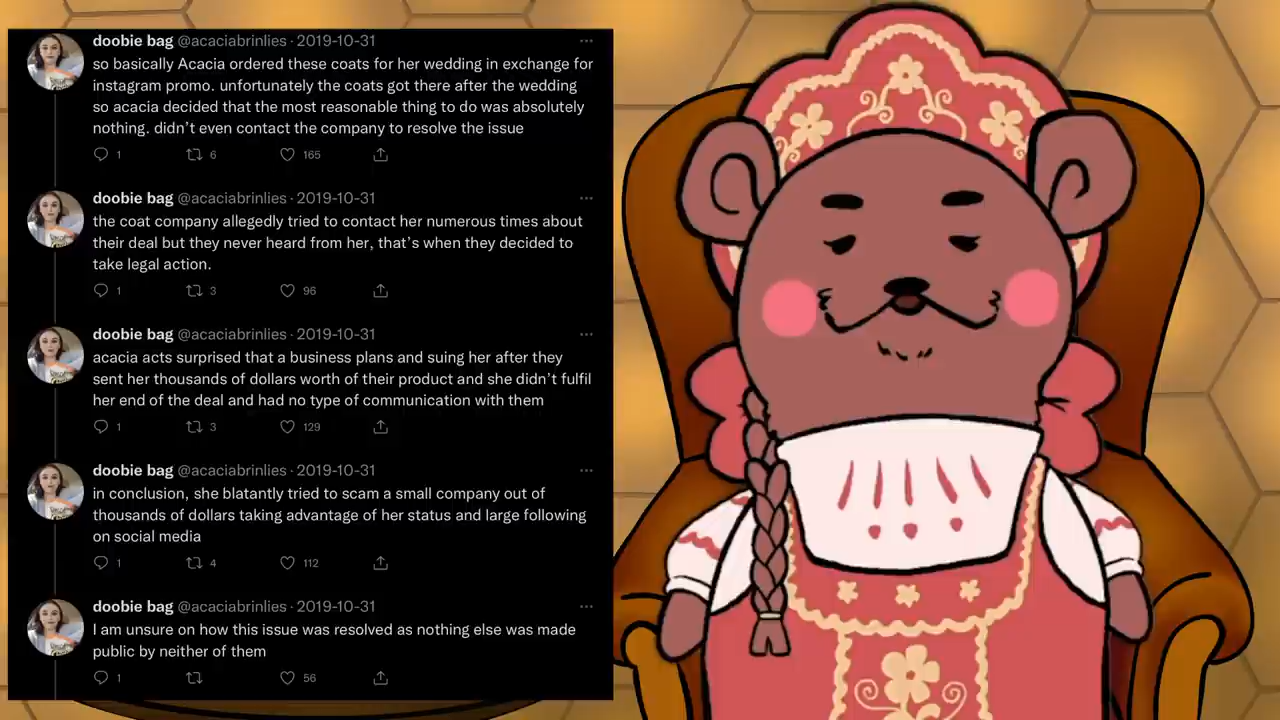 doobie bag @acaciabrinlies · 2019-10-31
so basically Acacia ordered these coats for her wedding in exchange for
instagram promo. unfortunately the coats got there after the wedding
so acacia decided that the most reasonable thing to do was absolutely
nothing. didn't even contact the company to resolve the issue
1 6 165
doobie bag @acaciabrinlies · 2019-10-31
the coat company allegedly tried to contact her numerous times about
their deal but they never heard from her, that's when they decided to
take legal action.
1 3 96
doobie bag @acaciabrinlies · 2019-10-31
acacia acts surprised that a business plans and suing her after they
sent her thousands of dollars worth of their product and she didn't fulfil
her end of the deal and had no type of communication with them
1 3 129
doobie bag @acaciabrinlies · 2019-10-31
in conclusion, she blatantly tried to scam a small company out of
thousands of dollars taking advantage of her status and large following
on social media
1 4 112
doobie bag @acaciabrinlies · 2019-10-31
I am unsure on how this issue was resolved as nothing else was made
public by neither of them
1 56